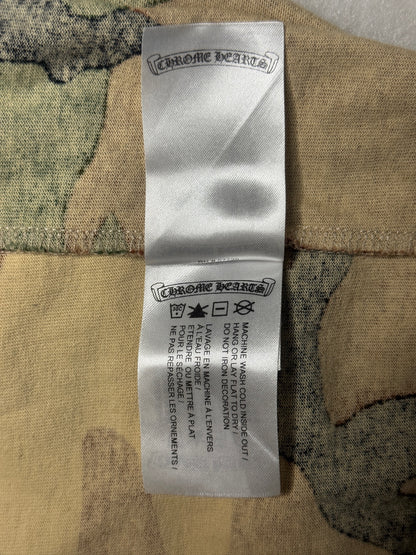 CHROME HEARTS
CHROME HEARTS
MACHINE WASH COLD INSIDE OUT /
HANG OR LAY FLAT TO DRY /
DO NOT IRON DECORATION
LAVAGE EN MACHINE À L'ENVERS
À L'EAU FROIDE /
ETENDRE OU METTRE À PLAT
POUR LE SÉCHAGE /
NE PAS REPASSER LES ORNEMENTS /